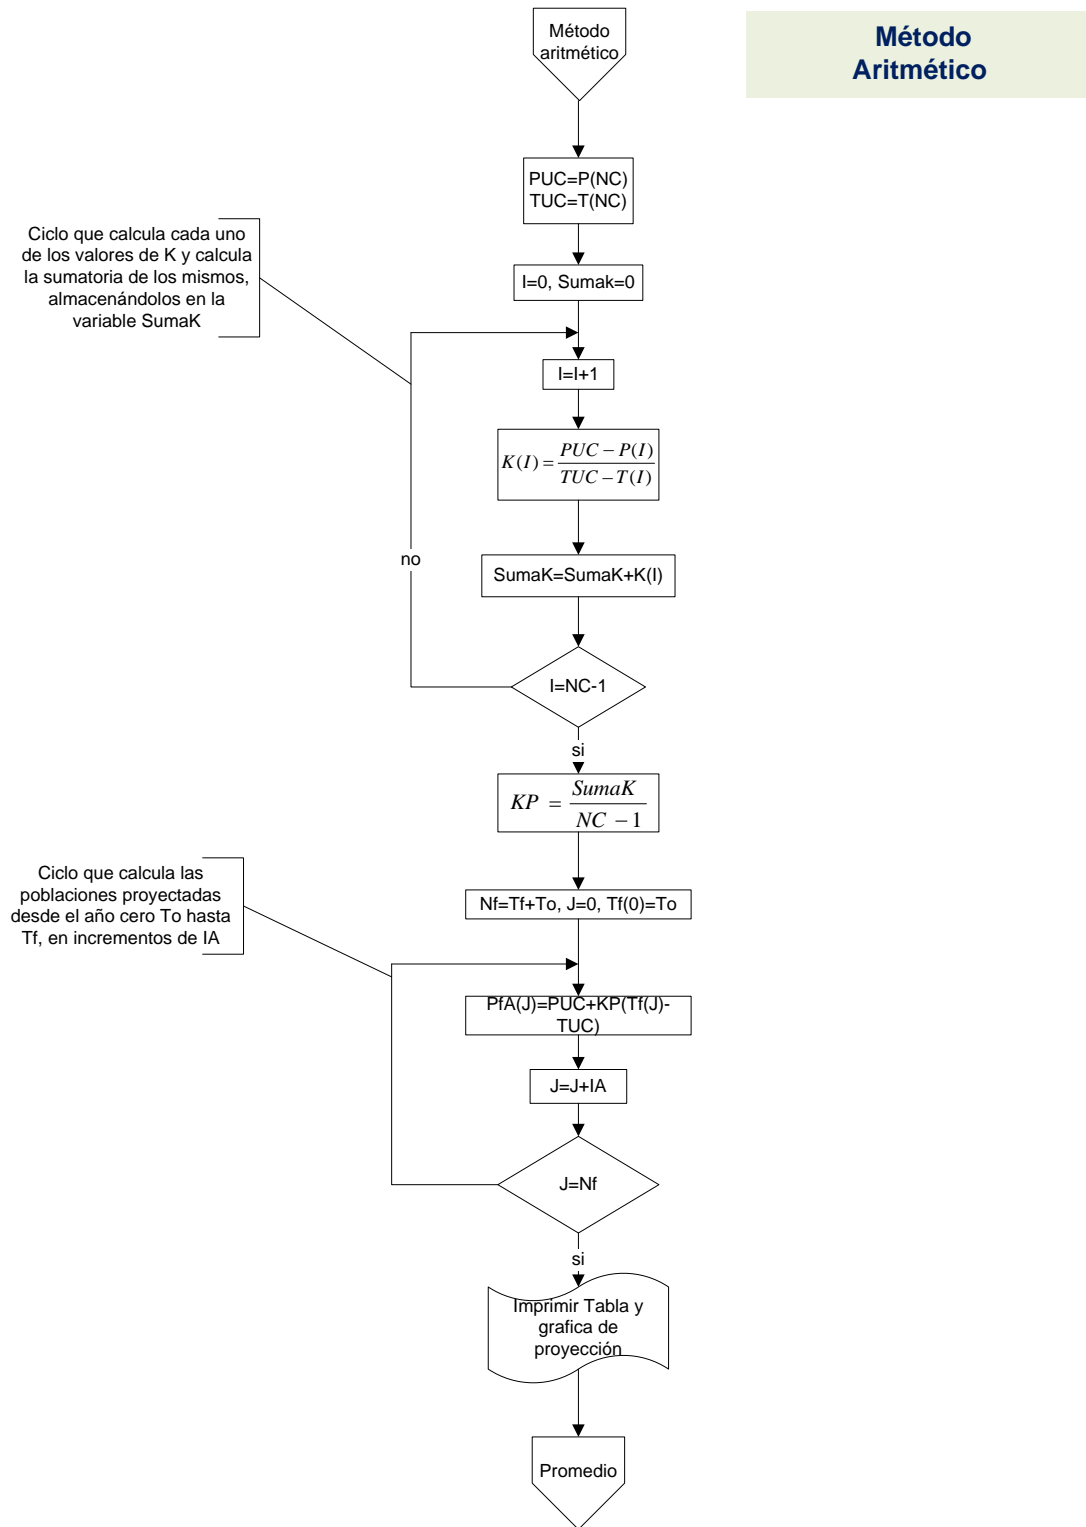 Método
aritmético
Método
Aritmético
PUC=P(NC)
TUC=T(NC)
Ciclo que calcula cada uno
de los valores de K y calcula
la sumatoria de los mismos,
almacenándolos en la
variable SumaK
I=0, Sumak=0
I=I+1
K(I) = PUC − P(I) / TUC − T(I)
no
SumaK=SumaK+K(I)
I=NC-1
si
KP = SumaK / NC − 1
Ciclo que calcula las
poblaciones proyectadas
desde el año cero To hasta
Tf, en incrementos de IA
Nf=Tf+To, J=0, Tf(0)=To
PfA(J)=PUC+KP(Tf(J)-
TUC)
J=J+IA
J=Nf
si
Imprimir Tabla y
grafica de
proyección
Promedio